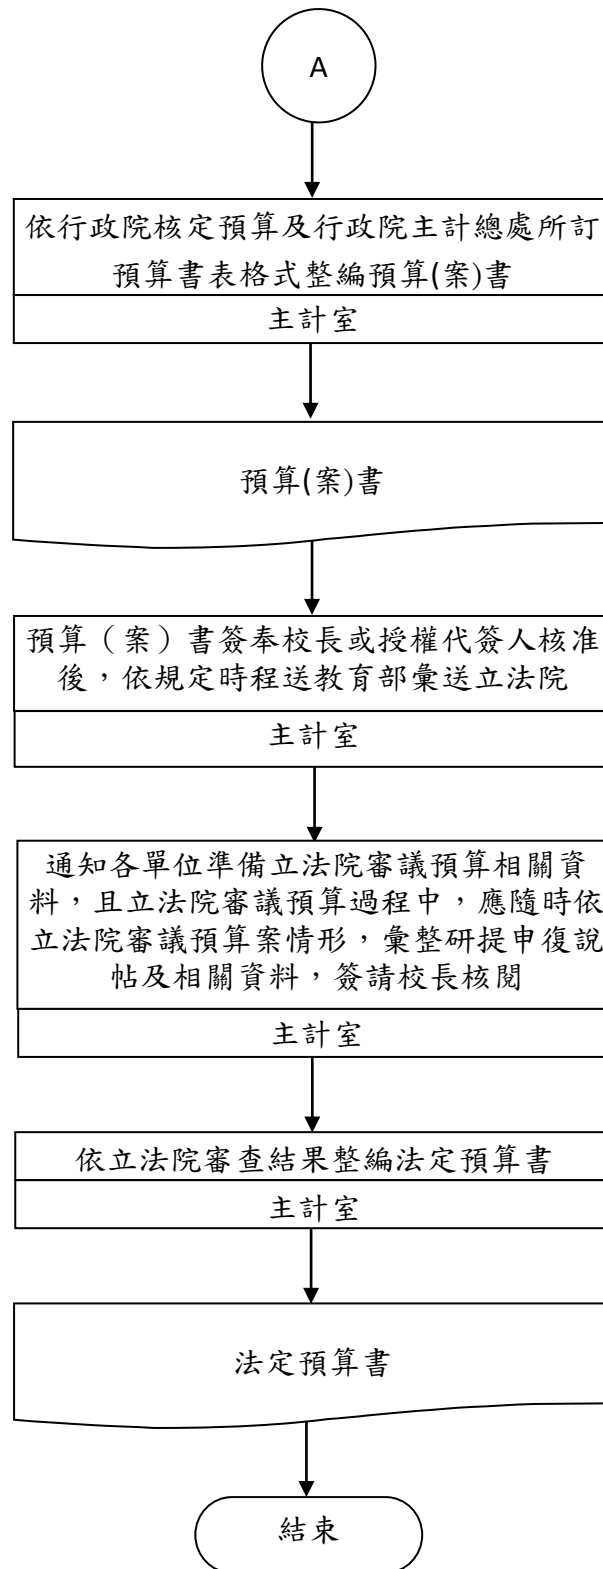 A
依行政院核定預算及行政院主計總處所訂
預算書表格式整編預算(案)書
主計室
預算(案)書
預算（案）書簽奉校長或授權代簽人核准
後，依規定時程送教育部彙送立法院
主計室
通知各單位準備立法院審議預算相關資
料，且立法院審議預算過程中，應隨時依
立法院審議預算案情形，彙整研提申復說
帖及相關資料，簽請校長核閱
主計室
依立法院審查結果整編法定預算書
主計室
法定預算書
結束